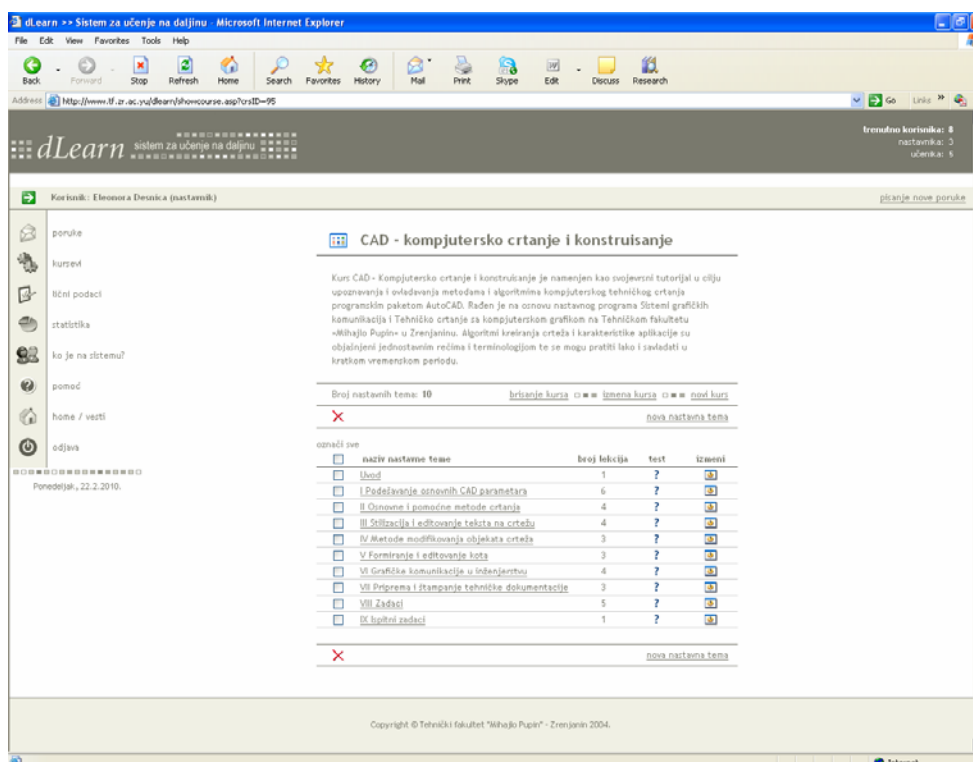 dLearn >> Sistem za učenje na daljinu - Microsoft Internet Explorer
File Edit View Favorites Tools Help
Back Forward Stop Refresh Home Search Favorites History Mail Print Skype Edit Discuss Research
Address http://www.tf.zr.ac.yu/dlearn/showcourse.asp?crsID=95 Go Links »
dLearn sistem za učenje na daljinu
trenutno korisnika: 8
nastavnika: 3
učenika: 5
Korisnik: Eleonora Desnica (nastavnik) pisanje nove poruke
poruke
kursevi
lični podaci
statistika
ko je na sistemu?
pomoć
home / vesti
odjava
Ponedeljak, 22.2.2010.
CAD - kompjutersko crtanje i konstruisanje
Kurs CAD - Kompjutersko crtanje i konstruisanje je namenjen kao svojevrsni tutorijal u cilju
upoznavanja i ovladavanja metodama i algoritmima kompjuterskog tehničkog crtanja
programskim paketom AutoCAD. Rađen je na osnovu nastavnog programa Sistemi grafičkih
komunikacija i Tehničko crtanje sa kompjuterskom grafikom na Tehničkom fakultetu
»Mihajlo Pupin« u Zrenjaninu. Algoritmi kreiranja crteža i karakteristike aplikacije su
objašnjeni jednostavnim rečima i terminologijom te se mogu pratiti lako i savladati u
kratkom vremenskom periodu.
Broj nastavnih tema: 10 brisanje kursa izmena kursa novi kurs
nova nastavna tema
označi sve
naziv nastavne teme broj lekcija test izmeni
Uvod 1 ?
I Podešavanje osnovnih CAD parametara 6 ?
II Osnovne i pomoćne metode crtanja 4 ?
III Stilizacija i editovanje teksta na crtežu 4 ?
IV Metode modifikovanja objekata crteža 3 ?
V Formiranje i editovanje kota 3 ?
VI Grafičke komunikacije u inženjerstvu 4 ?
VII Priprema i štampanje tehničke dokumentacije 3 ?
VIII Zadaci 5 ?
IX Ispitni zadaci 1 ?
nova nastavna tema
Copyright © Tehnički fakultet "Mihajlo Pupin" - Zrenjanin 2004.
Internet